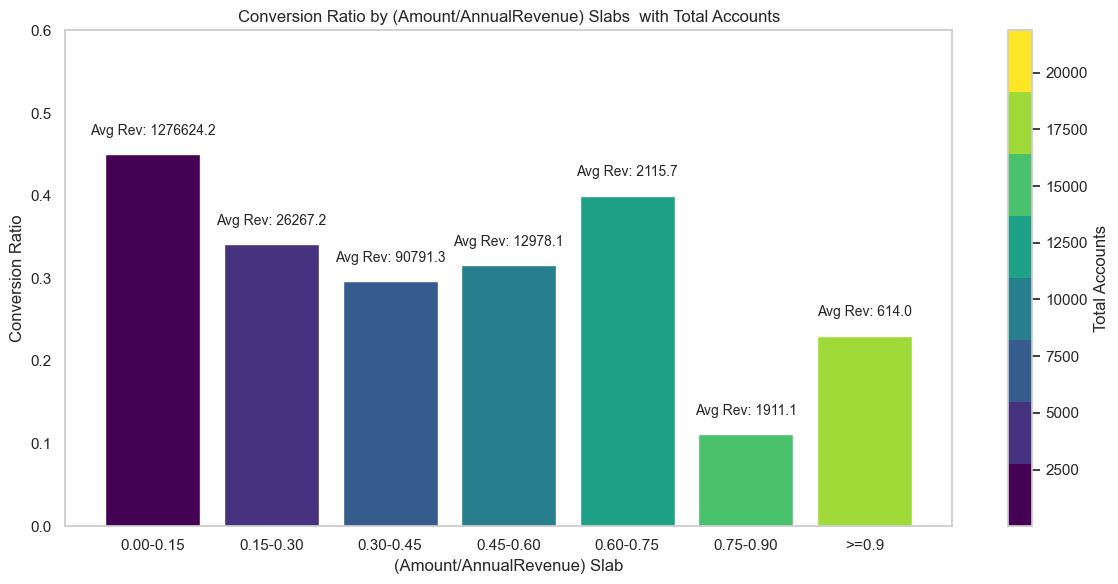 Conversion Ratio by (Amount/AnnualRevenue) Slabs  with Total Accounts
0.6
0.5
0.4
0.3
0.2
0.1
0.0
Conversion Ratio
Avg Rev: 1276624.2
Avg Rev: 26267.2
Avg Rev: 90791.3
Avg Rev: 12978.1
Avg Rev: 2115.7
Avg Rev: 1911.1
Avg Rev: 614.0
0.00-0.15
0.15-0.30
0.30-0.45
0.45-0.60
0.60-0.75
0.75-0.90
>=0.9
(Amount/AnnualRevenue) Slab
20000
17500
15000
12500
10000
7500
5000
2500
Total Accounts